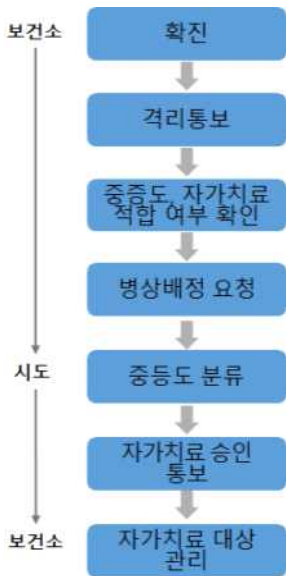 보건소
확진
격리통보
중증도, 자가치료
적합 여부 확인
병상배정 요청
시도
중등도 분류
자가치료 승인
통보
보건소
자가치료 대상
관리